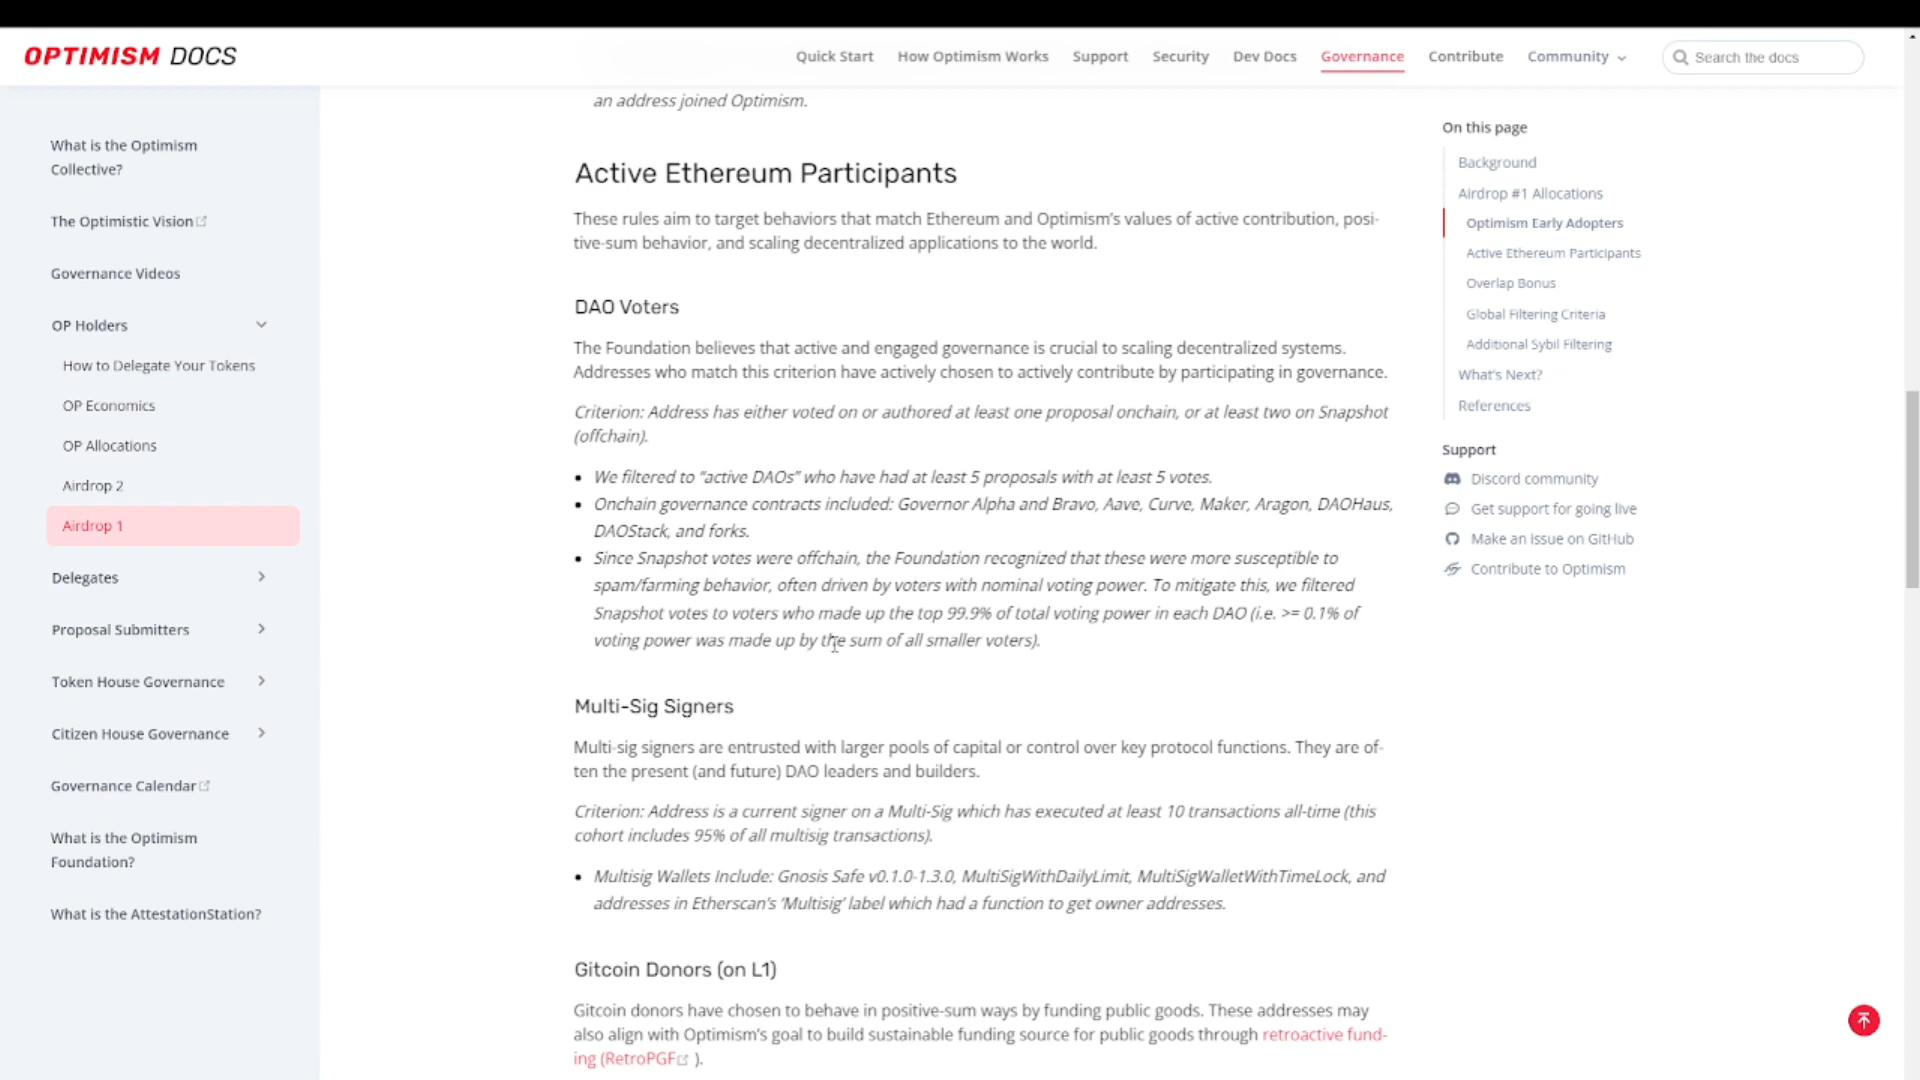 OPTIMISM DOCS
Quick Start
How Optimism Works
Support
Security
Dev Docs
Governance
Contribute
Community
Search the docs
What is the Optimism
Collective?
The Optimistic Vision
Governance Videos
OP Holders
How to Delegate Your Tokens
OP Economics
OP Allocations
Airdrop 2
Airdrop 1
Delegates
Proposal Submitters
Token House Governance
Citizen House Governance
Governance Calendar
What is the Optimism
Foundation?
What is the AttestationStation?
an address joined Optimism.
Active Ethereum Participants
These rules aim to target behaviors that match Ethereum and Optimism's values of active contribution, posi-
tive-sum behavior, and scaling decentralized applications to the world.
DAO Voters
The Foundation believes that active and engaged governance is crucial to scaling decentralized systems.
Addresses who match this criterion have actively chosen to actively contribute by participating in governance.
Criterion: Address has either voted on or authored at least one proposal onchain, or at least two on Snapshot
(offchain).
• We filtered to “active DAOs” who have had at least 5 proposals with at least 5 votes.
• Onchain governance contracts included: Governor Alpha and Bravo, Aave, Curve, Maker, Aragon, DAOHaus,
DAOStack, and forks.
• Since Snapshot votes were offchain, the Foundation recognized that these were more susceptible to
spam/farming behavior, often driven by voters with nominal voting power. To mitigate this, we filtered
Snapshot votes to voters who made up the top 99.9% of total voting power in each DAO (i.e. >= 0.1% of
voting power was made up by the sum of all smaller voters).
Multi-Sig Signers
Multi-sig signers are entrusted with larger pools of capital or control over key protocol functions. They are of-
ten the present (and future) DAO leaders and builders.
Criterion: Address is a current signer on a Multi-Sig which has executed at least 10 transactions all-time (this
cohort includes 95% of all multisig transactions).
• Multisig Wallets Include: Gnosis Safe v0.1.0-1.3.0, MultiSigWithDailyLimit, MultiSigWalletWithTimeLock, and
addresses in Etherscan's ‘Multisig’ label which had a function to get owner addresses.
Gitcoin Donors (on L1)
Gitcoin donors have chosen to behave in positive-sum ways by funding public goods. These addresses may
also align with Optimism's goal to build sustainable funding source for public goods through retroactive fund-
ing (RetroPGF ).
On this page
Background
Airdrop #1 Allocations
Optimism Early Adopters
Active Ethereum Participants
Overlap Bonus
Global Filtering Criteria
Additional Sybil Filtering
What's Next?
References
Support
Discord community
Get support for going live
Make an issue on GitHub
Contribute to Optimism